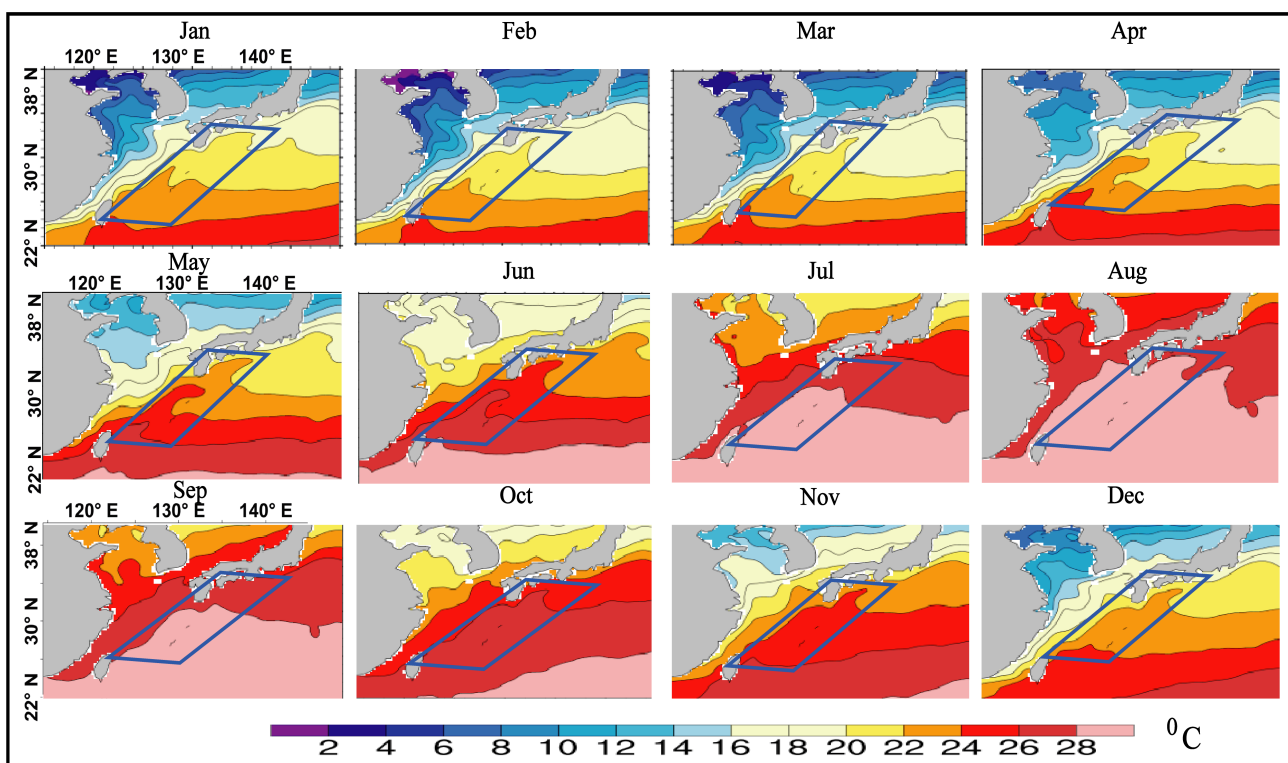 Jan Feb Mar Apr
120° E 130° E 140° E
38° N
30° N
22° N
May Jun Jul Aug
120° E 130° E 140° E
38° N
30° N
22° N
Sep Oct Nov Dec
120° E 130° E 140° E
38° N
30° N
22° N
2 4 6 8 10 12 14 16 18 20 22 24 26 28 ⁰C